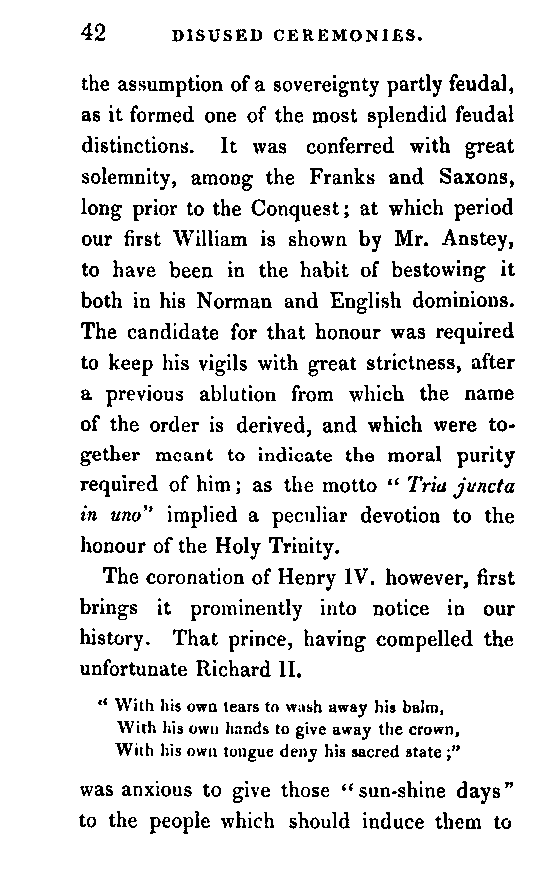 42 DISUSED CEREMONIES.
the assumption of a sovereignty partly feudal,
as it formed one of the most splendid feudal
distinctions. It was conferred with great
solemnity, among the Franks and Saxons,
long prior to the Conquest; at which period
our first William is shown by Mr. Anstey,
to have been in the habit of bestowing it
both in his Norman and English dominions.
The candidate for that honour was required
to keep his vigils with great strictness, after
a previous ablution from which the name
of the order is derived, and which were to-
gether meant to indicate the moral purity
required of him; as the motto “ Tria juncta
in uno” implied a peculiar devotion to the
honour of the Holy Trinity.
The coronation of Henry IV. however, first
brings it prominently into notice in our
history. That prince, having compelled the
unfortunate Richard II.
“ With his own tears to wash away his balm,
With his own hands to give away the crown,
With his own tongue deny his sacred state;”
was anxious to give those “sun-shine days”
to the people which should induce them to